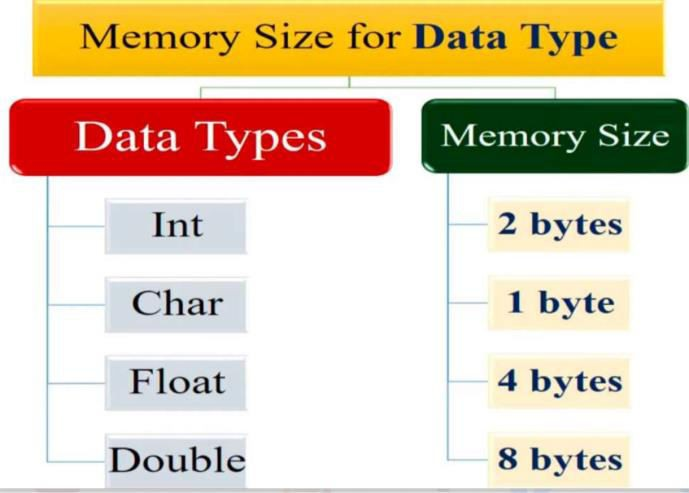 Memory Size for Data Type
Data Types
Memory Size
Int
2 bytes
Char
1 byte
Float
4 bytes
Double
8 bytes